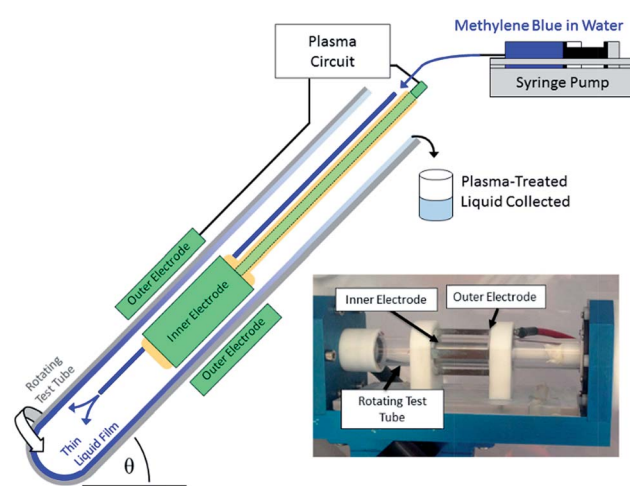 Methylene Blue in Water
Plasma
Circuit
Syringe Pump
Plasma-Treated
Liquid Collected
Outer Electrode
Inner Electrode
Outer Electrode
Rotating
Test Tube
Thin
Liquid Film
θ
Inner Electrode
Outer Electrode
Rotating Test
Tube